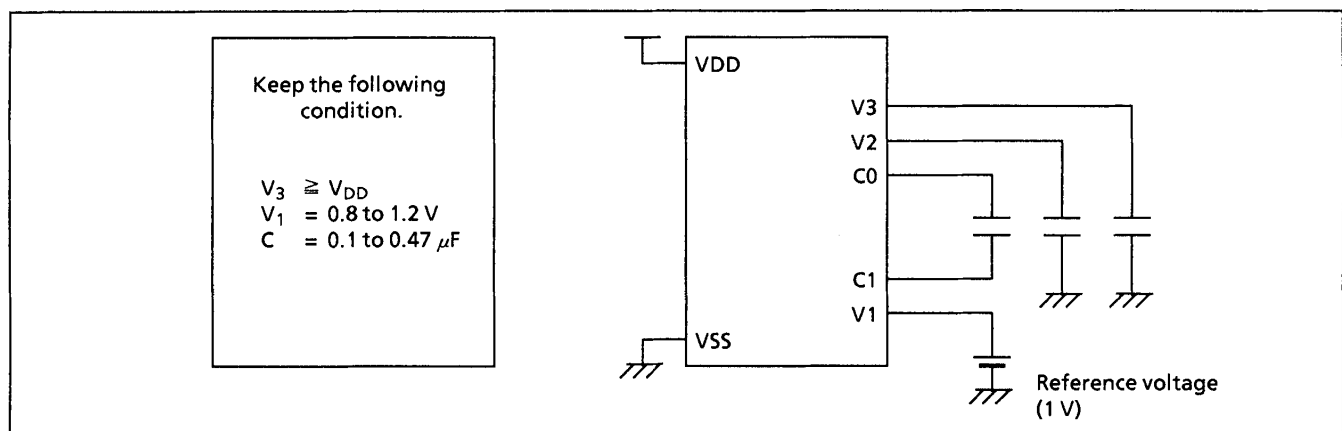 Keep the following
condition.
V3 ≧ VDD
V1 = 0.8 to 1.2 V
C = 0.1 to 0.47 μF
VDD
V3
V2
C0
C1
V1
VSS
Reference voltage
(1 V)